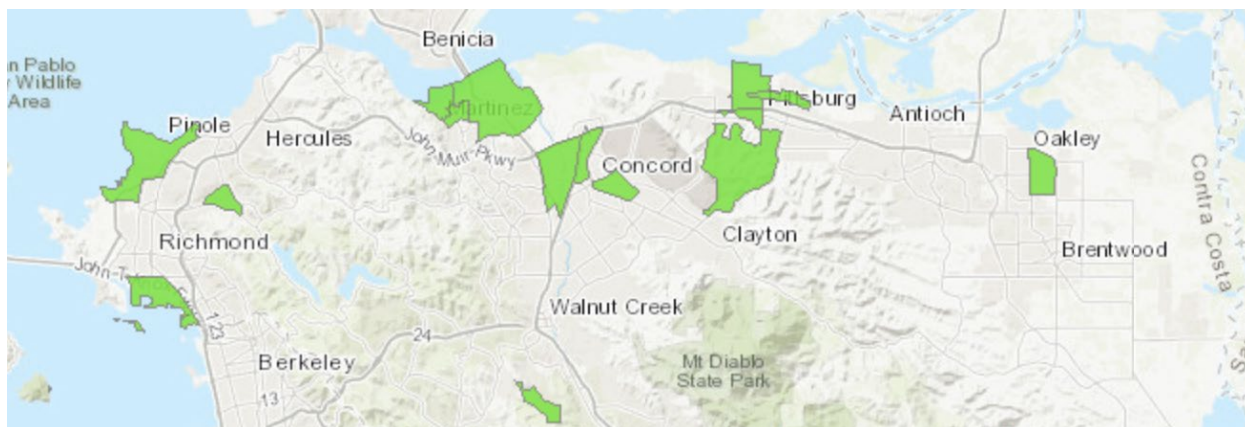 Benicia
n Pablo
Wildlife
Area
Pinole
Hercules
Martinez
John-Muir-Pkwy
Concord
Pittsburg
Antioch
Oakley
Contra Costa
Richmond
Clayton
Brentwood
Walnut Creek
24
Berkeley
123
13
Mt Diablo
State Park